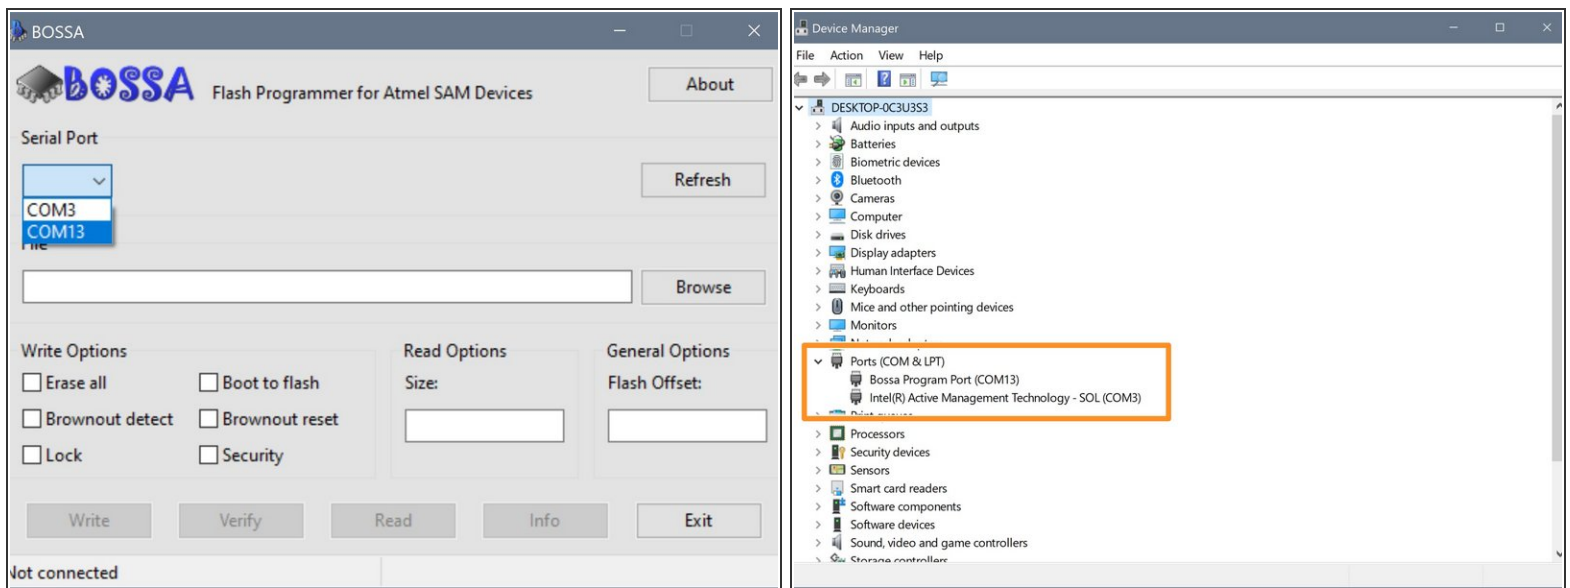 BOSSA
BOSSA
Flash Programmer for Atmel SAM Devices
About
Serial Port
Refresh
COM3
COM13
File
Browse
Write Options
Erase all
Boot to flash
Brownout detect
Brownout reset
Lock
Security
Read Options
Size:
General Options
Flash Offset:
Write
Verify
Read
Info
Exit
Not connected
Device Manager
File Action View Help
DESKTOP-0C3U3S3
Audio inputs and outputs
Batteries
Biometric devices
Bluetooth
Cameras
Computer
Disk drives
Display adapters
Human Interface Devices
Keyboards
Mice and other pointing devices
Monitors
Ports (COM & LPT)
Bossa Program Port (COM13)
Intel(R) Active Management Technology - SOL (COM3)
Print queues
Processors
Security devices
Sensors
Smart card readers
Software components
Software devices
Sound, video and game controllers
Storage controllers